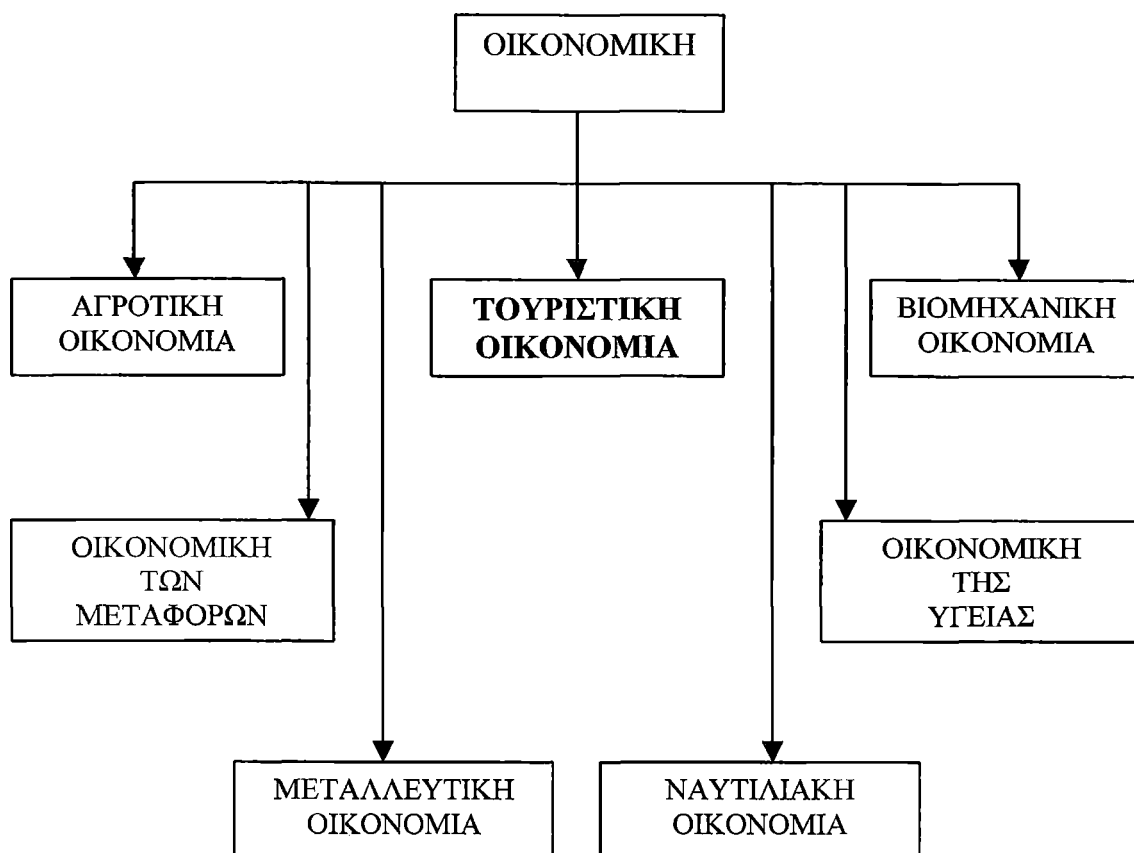 ΟΙΚΟΝΟΜΙΚΗ
ΑΓΡΟΤΙΚΗ
ΟΙΚΟΝΟΜΙΑ
ΤΟΥΡΙΣΤΙΚΗ
ΟΙΚΟΝΟΜΙΑ
ΒΙΟΜΗΧΑΝΙΚΗ
ΟΙΚΟΝΟΜΙΑ
ΟΙΚΟΝΟΜΙΚΗ
ΤΩΝ
ΜΕΤΑΦΟΡΩΝ
ΟΙΚΟΝΟΜΙΚΗ
ΤΗΣ
ΥΓΕΙΑΣ
ΜΕΤΑΛΛΕΥΤΙΚΗ
ΟΙΚΟΝΟΜΙΑ
ΝΑΥΤΙΛΙΑΚΗ
ΟΙΚΟΝΟΜΙΑ